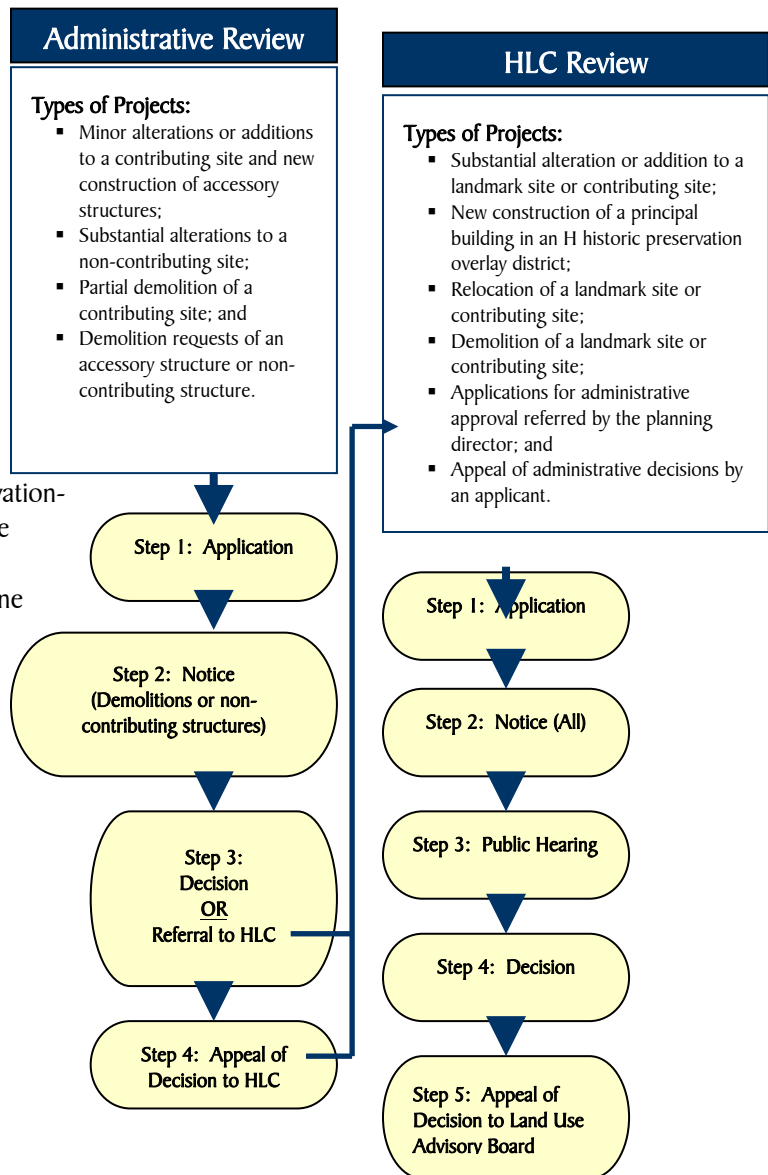 Administrative Review
Types of Projects:
▪ Minor alterations or additions
to a contributing site and new
construction of accessory
structures;
▪ Substantial alterations to a
non-contributing site;
▪ Partial demolition of a
contributing site; and
▪ Demolition requests of an
accessory structure or non-
contributing structure.
vation-
e
ne
Step 1: Application
Step 2: Notice
(Demolitions or non-
contributing structures)
Step 3:
Decision
OR
Referral to HLC
Step 4: Appeal of
Decision to HLC
HLC Review
Types of Projects:
▪ Substantial alteration or addition to a
landmark site or contributing site;
▪ New construction of a principal
building in an H historic preservation
overlay district;
▪ Relocation of a landmark site or
contributing site;
▪ Demolition of a landmark site or
contributing site;
▪ Applications for administrative
approval referred by the planning
director; and
▪ Appeal of administrative decisions by
an applicant.
Step 1: Application
Step 2: Notice (All)
Step 3: Public Hearing
Step 4: Decision
Step 5: Appeal of
Decision to Land Use
Advisory Board